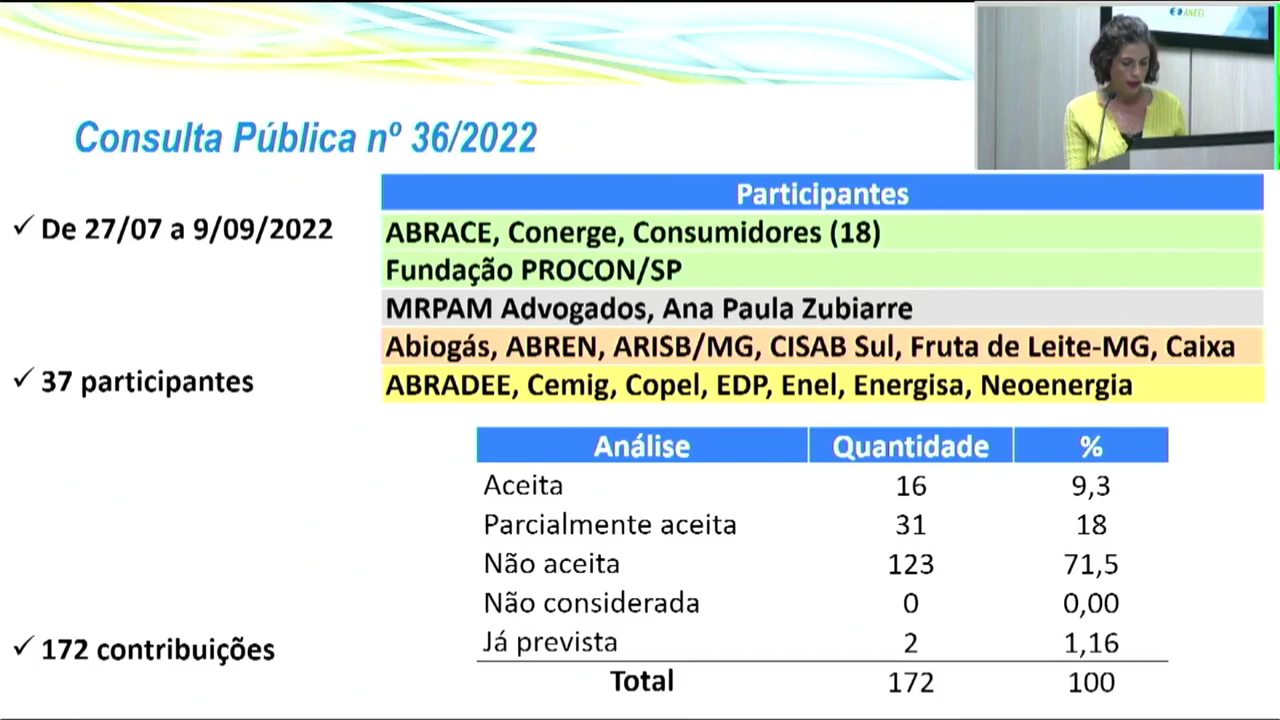 ANEEL
Consulta Pública nº 36/2022
✓ De 27/07 a 9/09/2022
✓ 37 participantes
✓ 172 contribuições
Participantes
ABRACE, Conerge, Consumidores (18)
Fundação PROCON/SP
MRPAM Advogados, Ana Paula Zubiarre
Abiogás, ABREN, ARISB/MG, CISAB Sul, Fruta de Leite-MG, Caixa
ABRADEE, Cemig, Copel, EDP, Enel, Energisa, Neoenergia
Análise Quantidade %
Aceita 16 9,3
Parcialmente aceita 31 18
Não aceita 123 71,5
Não considerada 0 0,00
Já prevista 2 1,16
Total 172 100